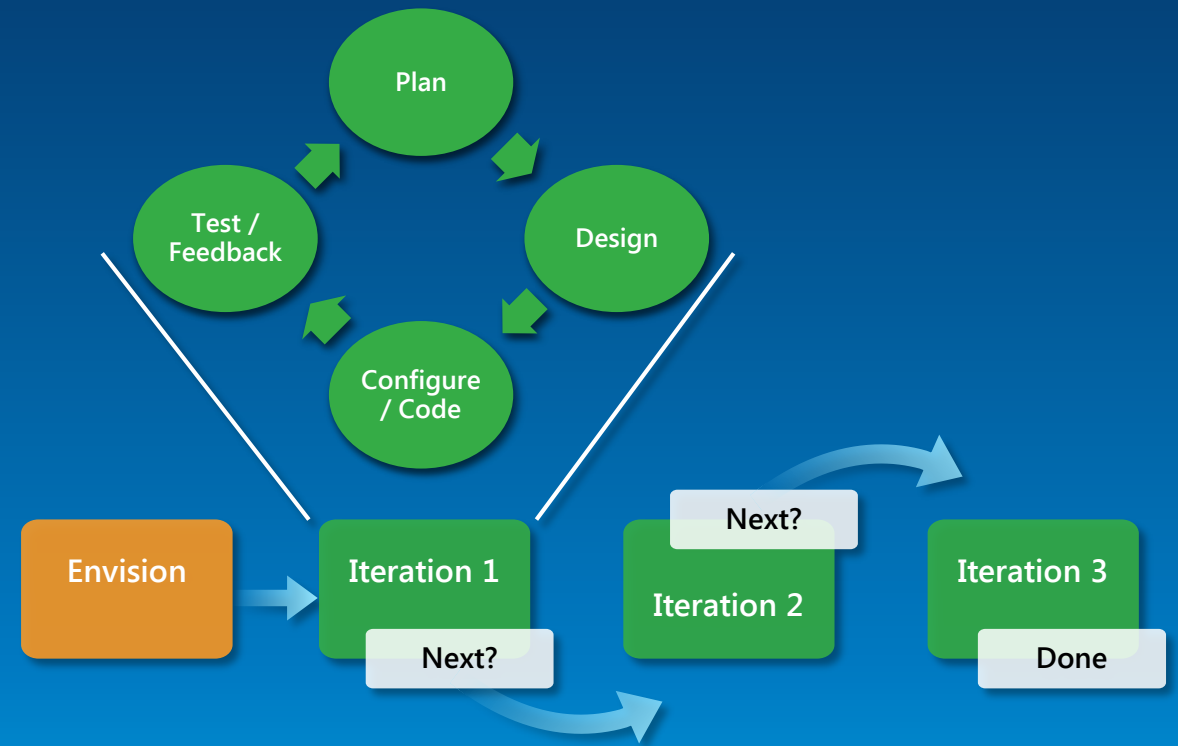 Plan
Test /
Feedback
Design
Configure
/ Code
Envision
Iteration 1
Next?
Next?
Iteration 2
Iteration 3
Done